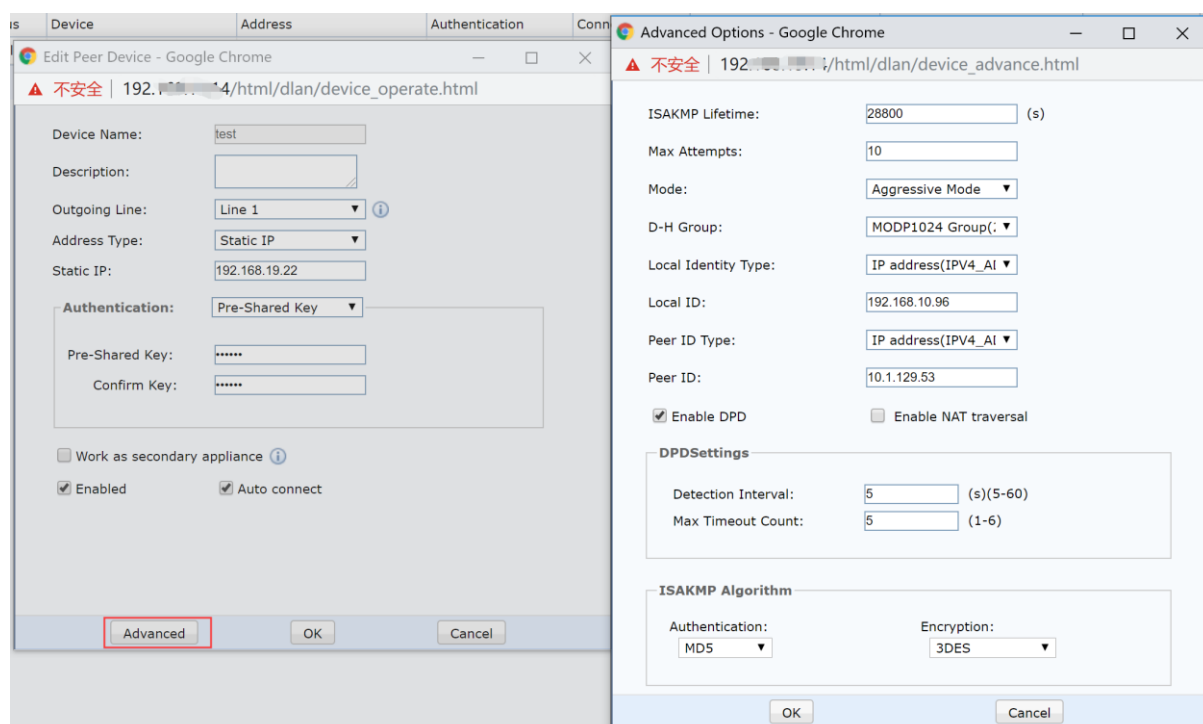 Device Address Authentication
Edit Peer Device - Google Chrome
不安全 | 192. 4/html/dlan/device_operate.html
Device Name: test
Description:
Outgoing Line: Line 1
Address Type: Static IP
Static IP: 192.168.19.22
Authentication: Pre-Shared Key
Pre-Shared Key: ••••••
Confirm Key: ••••••
Work as secondary appliance
Enabled Auto connect
Advanced OK Cancel
Advanced Options - Google Chrome
不安全 | 192. /html/dlan/device_advance.html
ISAKMP Lifetime: 28800 (s)
Max Attempts: 10
Mode: Aggressive Mode
D-H Group: MODP1024 Group(
Local Identity Type: IP address(IPV4_AI
Local ID: 192.168.10.96
Peer ID Type: IP address(IPV4_AI
Peer ID: 10.1.129.53
Enable DPD Enable NAT traversal
DPDSettings
Detection Interval: 5 (s)(5-60)
Max Timeout Count: 5 (1-6)
ISAKMP Algorithm
Authentication: Encryption:
MD5 3DES
OK Cancel